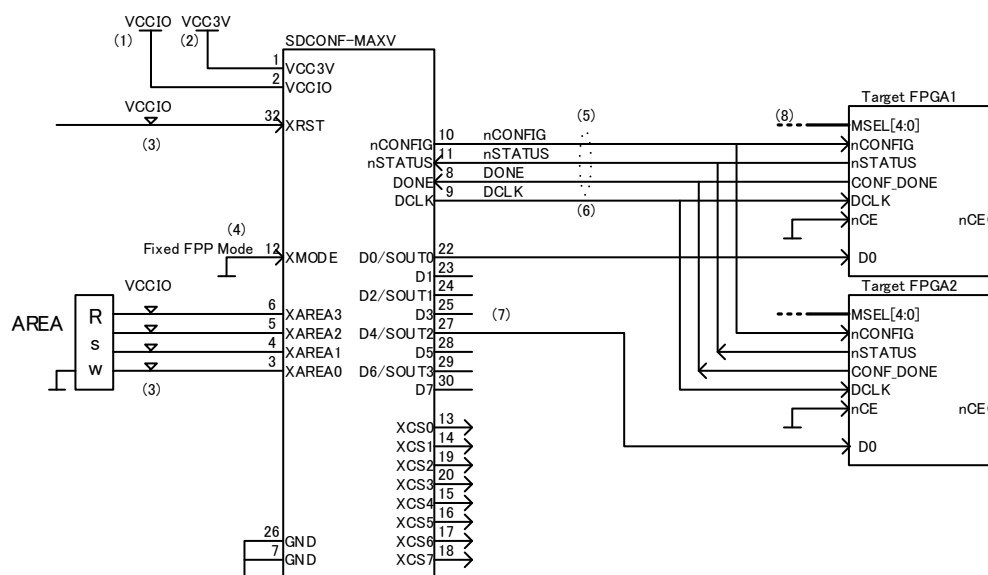 VCCIO VCC3V
(1) (2)
SDCONF-MAXV
1 VCC3V
2 VCCIO
VCCIO
32 XRST
(3)
nCONFIG 10 nCONFIG
nSTATUS 11 nSTATUS
DONE 8 DONE
DCLK 9 DCLK
(5)
(6)
(4)
Fixed FPP Mode 12 XMODE
D0/SOUT0 22
D1 23
D2/SOUT1 24
D3 25
D4/SOUT2 27
D5 28
D6/SOUT3 29
D7 30
(7)
VCCIO
AREA
R
s
w
6 XAREA3
5 XAREA2
4 XAREA1
3 XAREA0
(3)
XCS0 13
XCS1 14
XCS2 19
XCS3 20
XCS4 15
XCS5 16
XCS6 17
XCS7 18
26 GND
7 GND
Target FPGA1
(8)
MSEL[4:0]
nCONFIG
nSTATUS
CONF_DONE
DCLK
nCE
D0
Target FPGA2
MSEL[4:0]
nCONFIG
nSTATUS
CONF_DONE
DCLK
nCE
D0